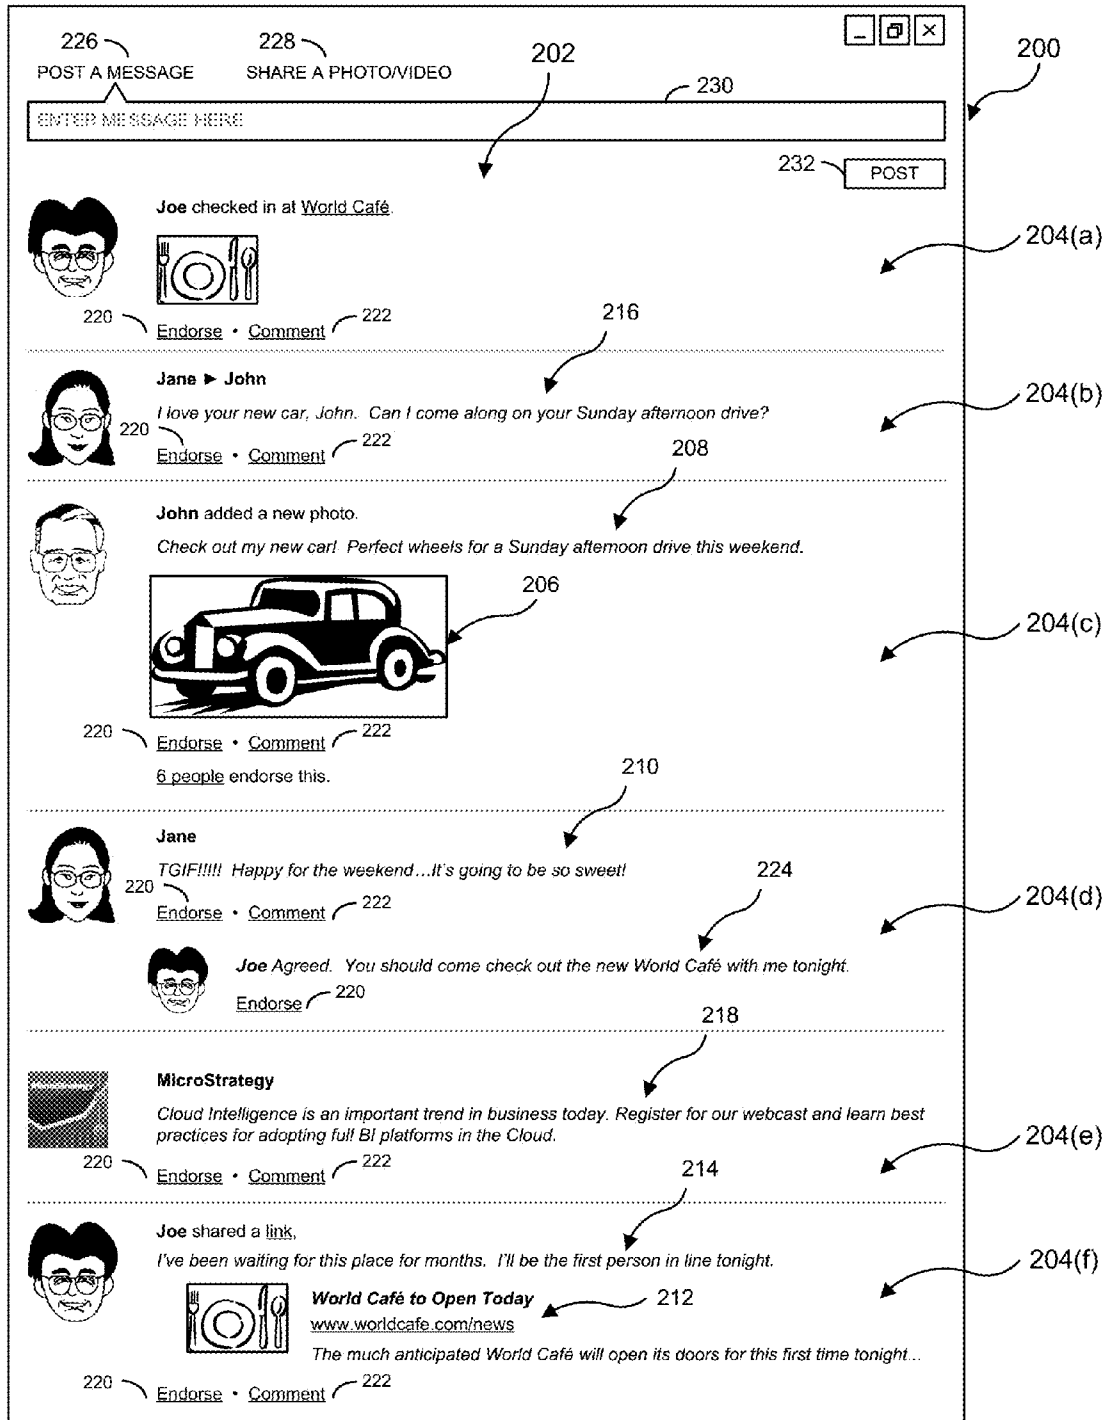 226
228
POST A MESSAGE
SHARE A PHOTO/VIDEO
202
200
230
ENTER MESSAGE HERE
232
POST
Joe checked in at World Café.
204(a)
220
Endorse • Comment
222
216
Jane ► John
204(b)
I love your new car, John. Can I come along on your Sunday afternoon drive?
220
Endorse • Comment
222
208
John added a new photo.
Check out my new car! Perfect wheels for a Sunday afternoon drive this weekend.
206
204(c)
220
Endorse • Comment
222
6 people endorse this.
210
Jane
TGIF!!!!! Happy for the weekend…It's going to be so sweet!
220
Endorse • Comment
222
224
204(d)
Joe Agreed. You should come check out the new World Café with me tonight.
Endorse
220
218
MicroStrategy
Cloud Intelligence is an important trend in business today. Register for our webcast and learn best
practices for adopting full BI platforms in the Cloud.
204(e)
220
Endorse • Comment
222
214
Joe shared a link,
I've been waiting for this place for months. I'll be the first person in line tonight.
204(f)
World Café to Open Today
212
www.worldcafe.com/news
The much anticipated World Café will open its doors for this first time tonight…
220
Endorse • Comment
222